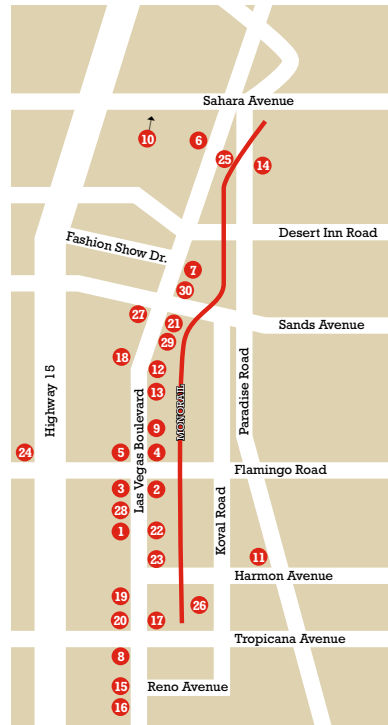 Sahara Avenue
10
6
25
14
Desert Inn Road
Fashion Show Dr.
7
30
27
21
Sands Avenue
29
18
12
13
Highway 15
Las Vegas Boulevard
MONORAIL
Paradise Road
9
24
5
4
Flamingo Road
3
2
28
1
22
Koval Road
23
11
Harmon Avenue
19
26
20
17
Tropicana Avenue
8
15
Reno Avenue
16